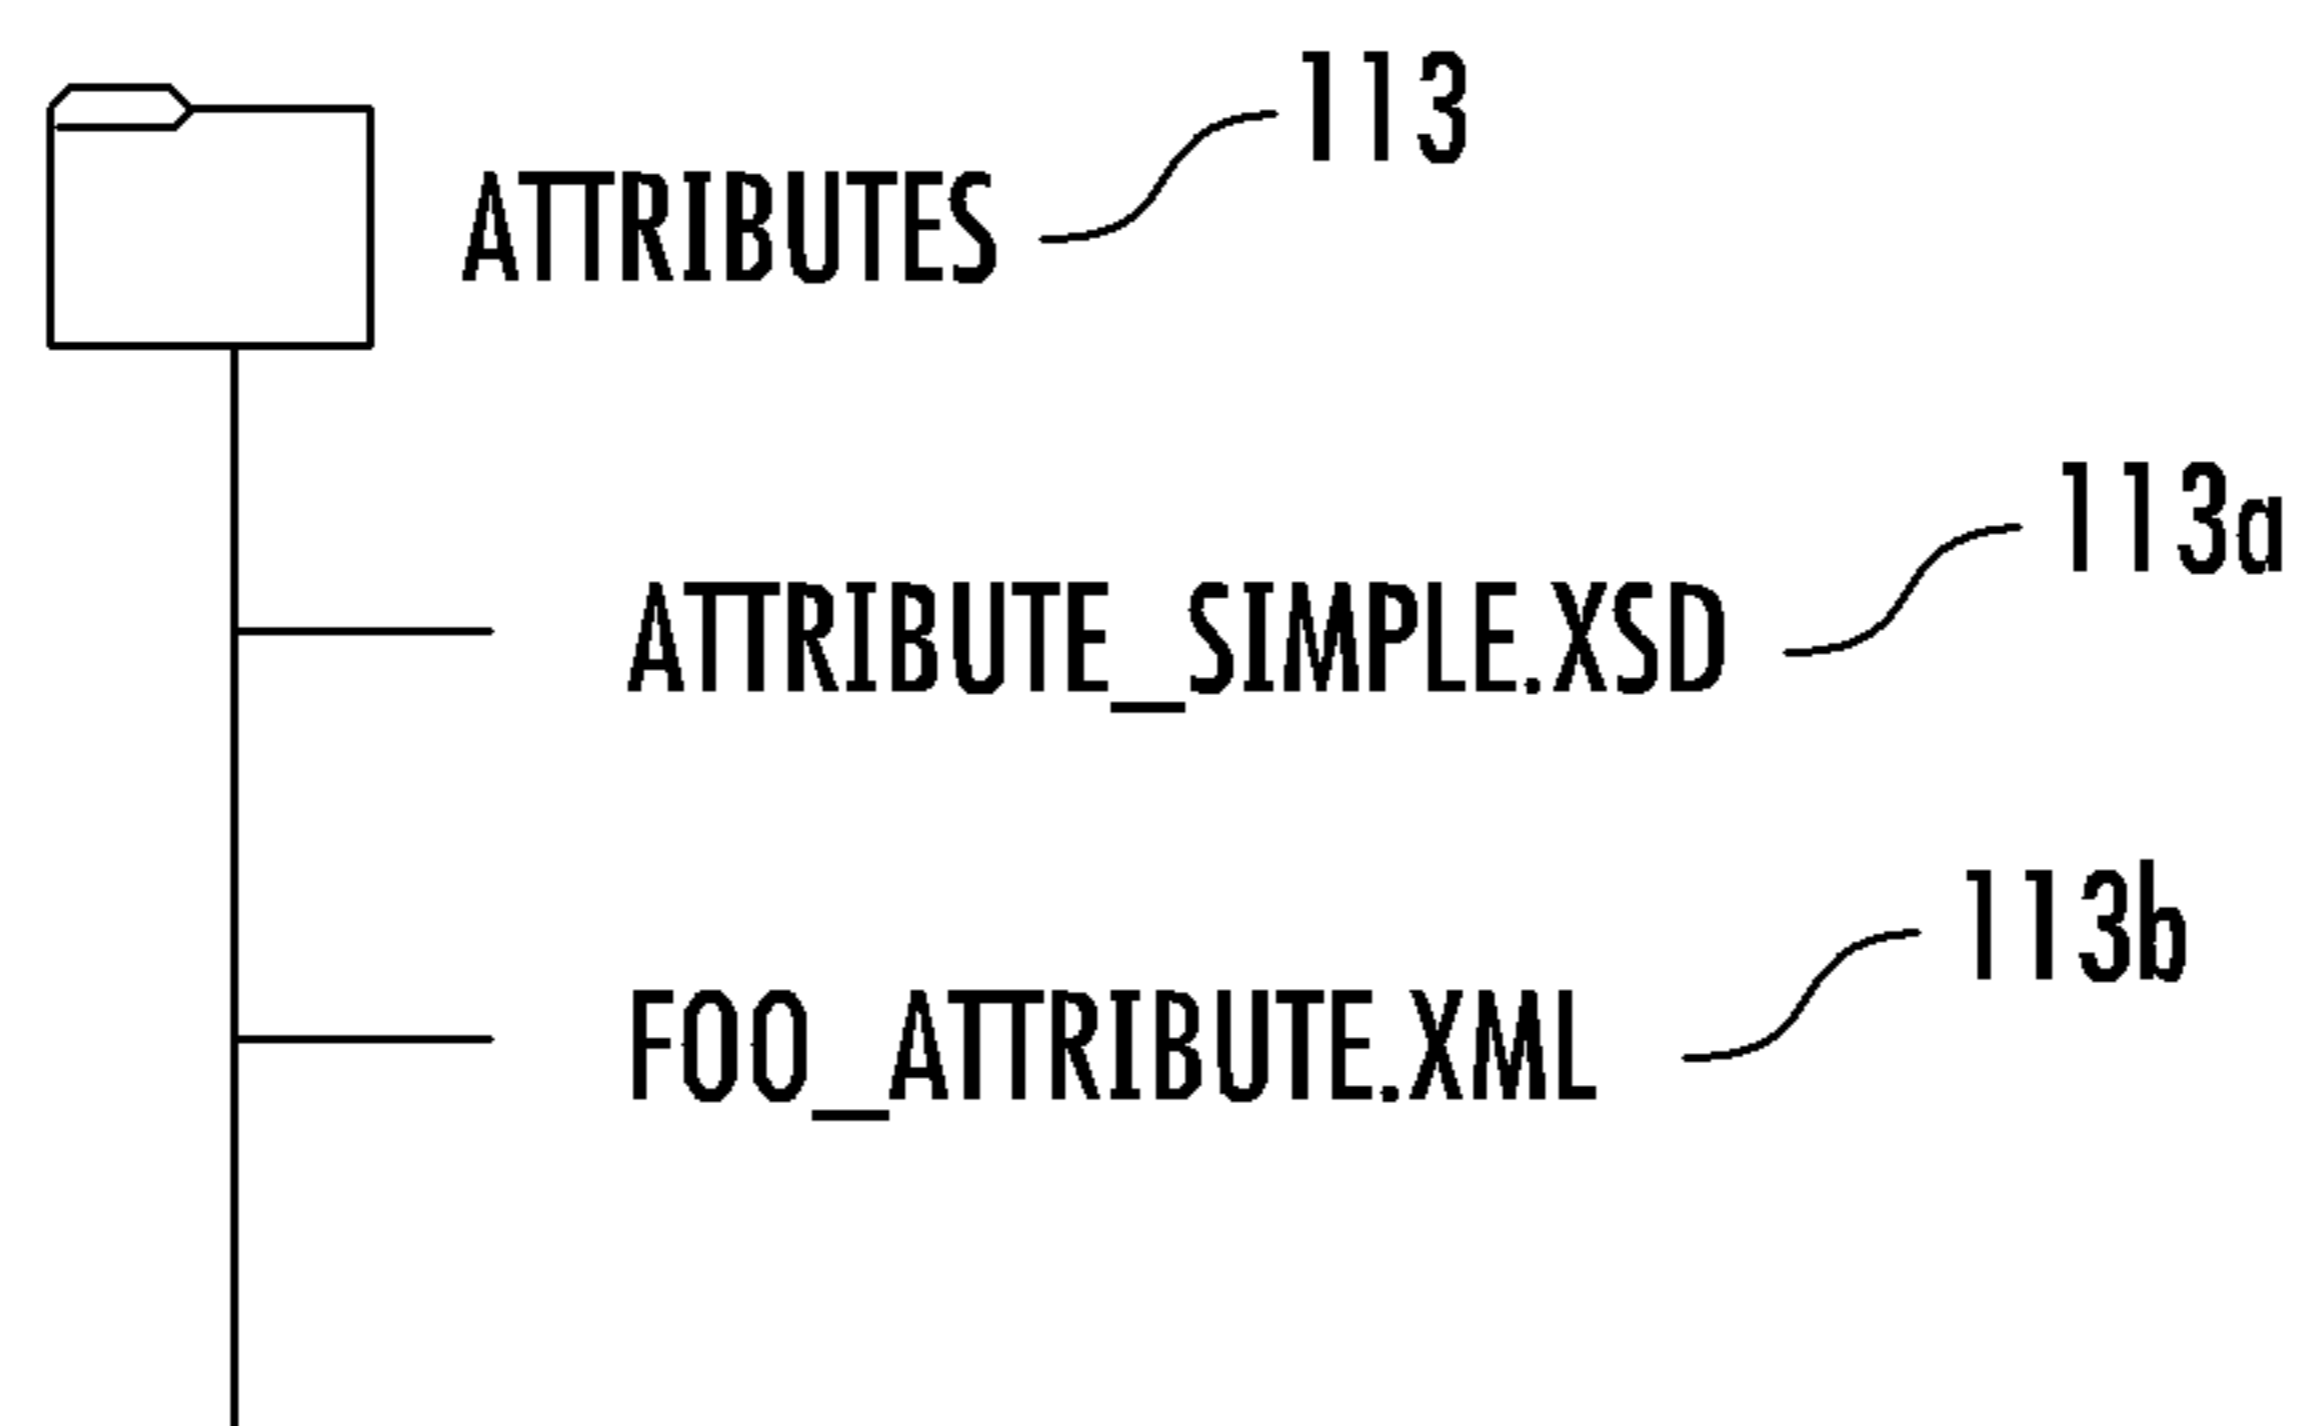 113
ATTRIBUTES
113a
ATTRIBUTE_SIMPLE.XSD
113b
FOO_ATTRIBUTE.XML